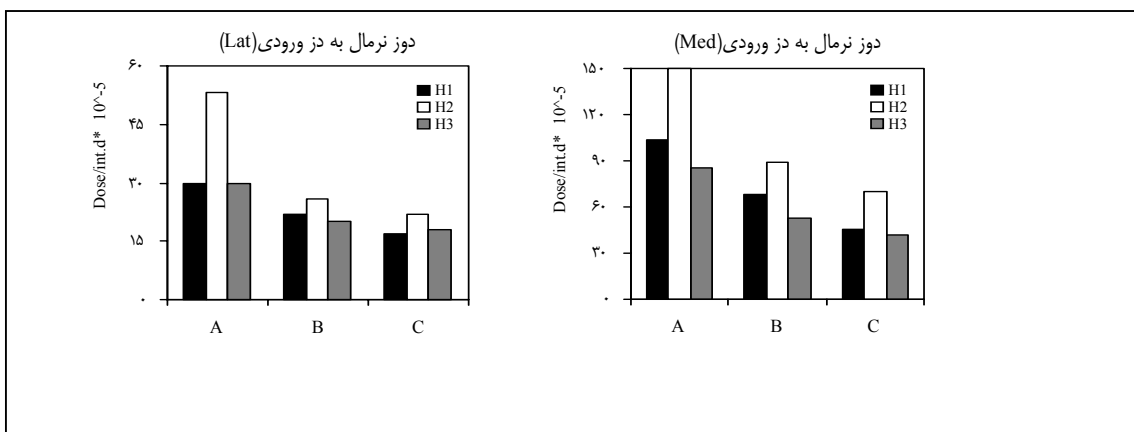 دوز نرمال به دز ورودی(Lat)
Dose/int.d* 10^-5
۶۰
۴۵
۳۰
۱۵
۰
H1
H2
H3
A B C
دوز نرمال به دز ورودی(Med)
Dose/int.d* 10^-5
۱۵۰
۱۲۰
۹۰
۶۰
۳۰
۰
H1
H2
H3
A B C